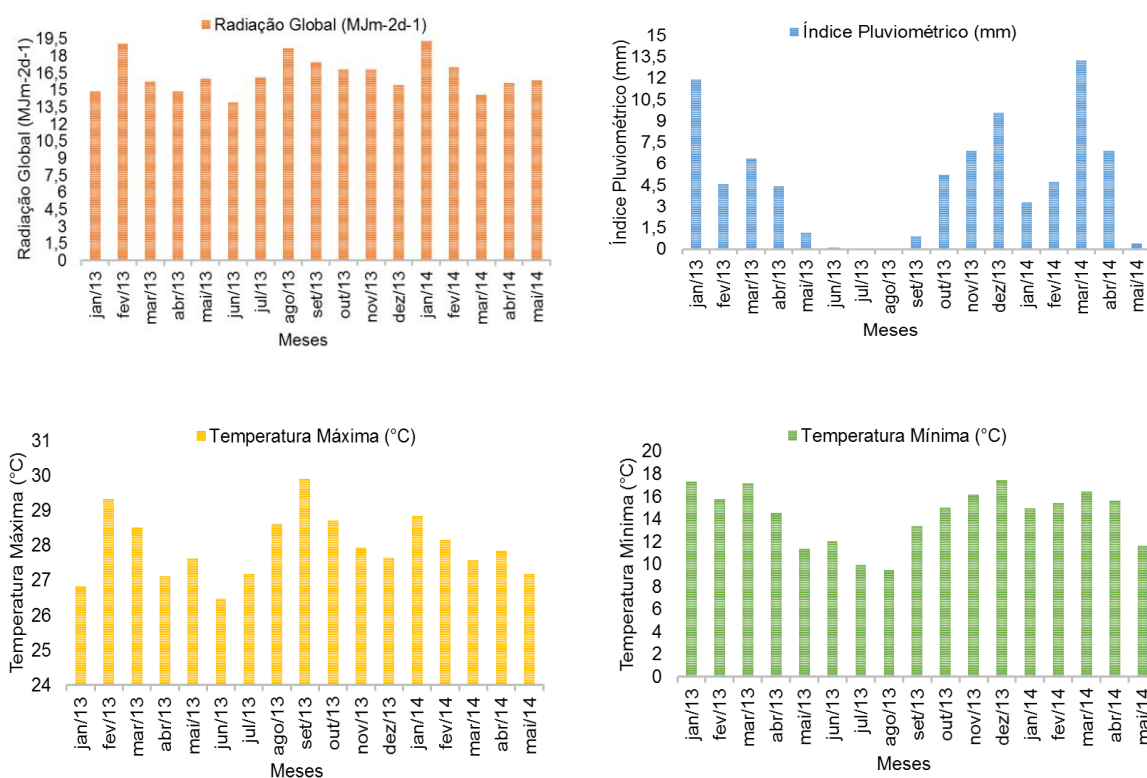 Radiação Global (MJm-2d-1)
Radiação Global (MJm-2d-1)
19,5
18
16,5
15
13,5
12
10,5
9
7,5
6
4,5
3
1,5
0
jan/13
fev/13
mar/13
abr/13
mai/13
jun/13
jul/13
ago/13
set/13
out/13
nov/13
dez/13
jan/14
fev/14
mar/14
abr/14
mai/14
Meses
Índice Pluviométrico (mm)
Índice Pluviométrico (mm)
15
13,5
12
10,5
9
7,5
6
4,5
3
1,5
0
jan/13
fev/13
mar/13
abr/13
mai/13
jun/13
jul/13
ago/13
set/13
out/13
nov/13
dez/13
jan/14
fev/14
mar/14
abr/14
mai/14
Meses
Temperatura Máxima (°C)
Temperatura Máxima (°C)
31
30
29
28
27
26
25
24
jan/13
fev/13
mar/13
abr/13
mai/13
jun/13
jul/13
ago/13
set/13
out/13
nov/13
dez/13
jan/14
fev/14
mar/14
abr/14
mai/14
Meses
Temperatura Mínima (°C)
Temperatura Mínima (°C)
20
18
16
14
12
10
8
6
4
2
0
jan/13
fev/13
mar/13
abr/13
mai/13
jun/13
jul/13
ago/13
set/13
out/13
nov/13
dez/13
jan/14
fev/14
mar/14
abr/14
mai/14
Meses